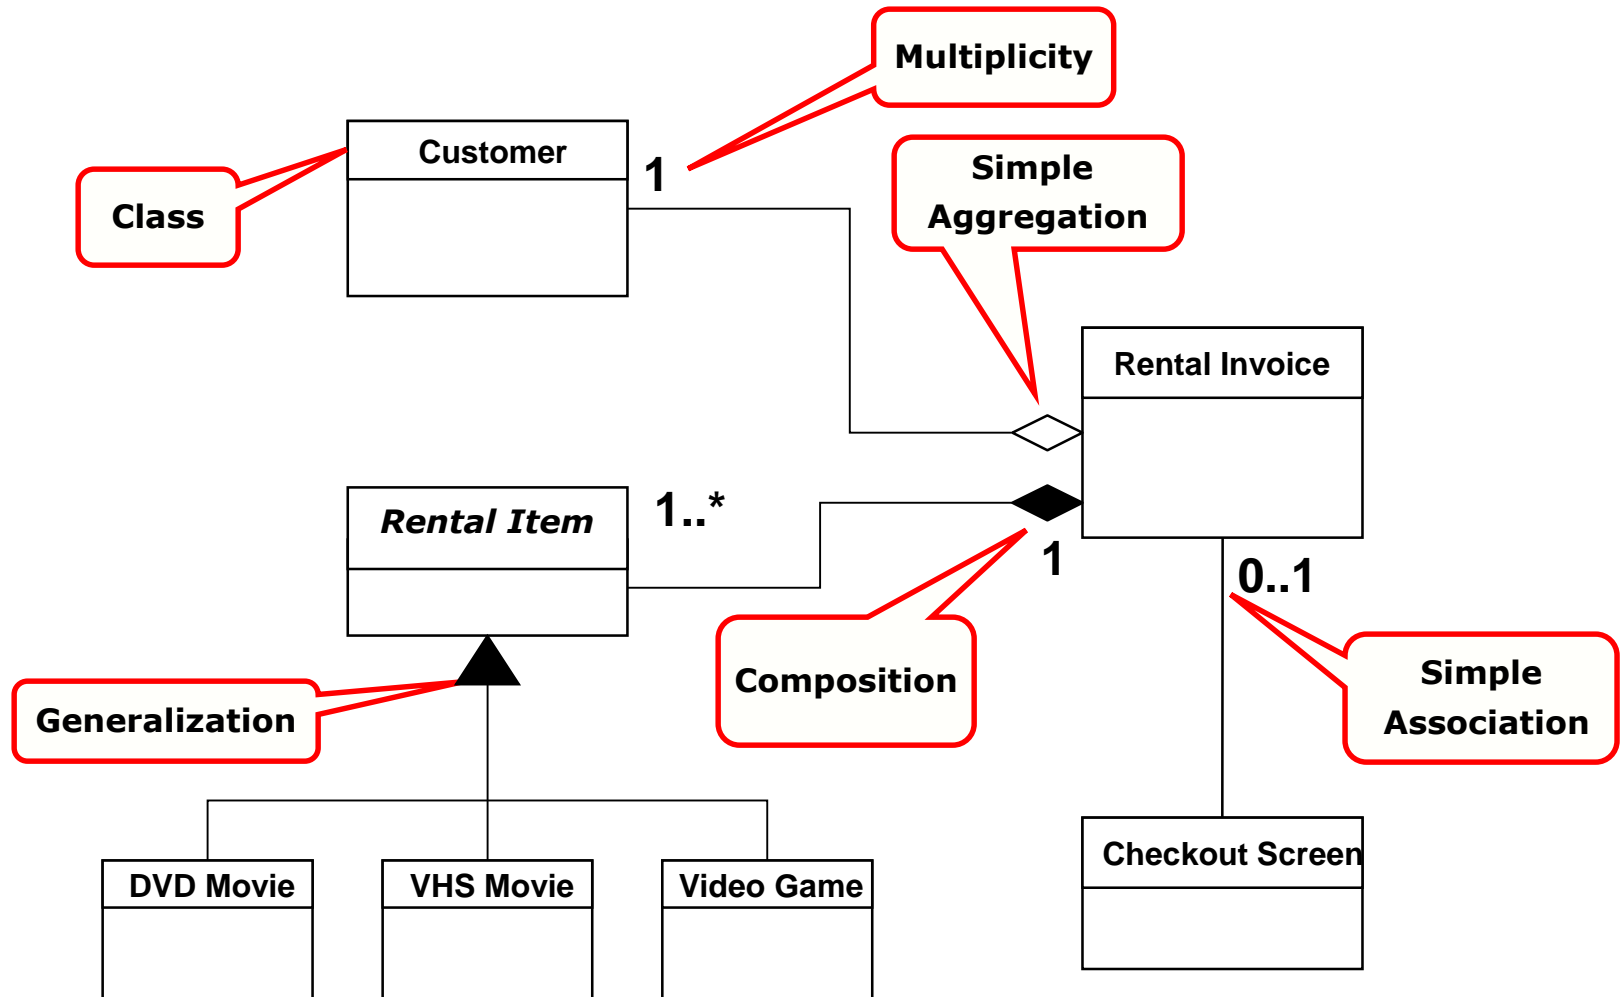 Multiplicity
Customer
1
Simple
Aggregation
Class
Rental Invoice
Rental Item
1..*
1
0..1
Composition
Simple
Association
Generalization
Checkout Screen
DVD Movie
VHS Movie
Video Game